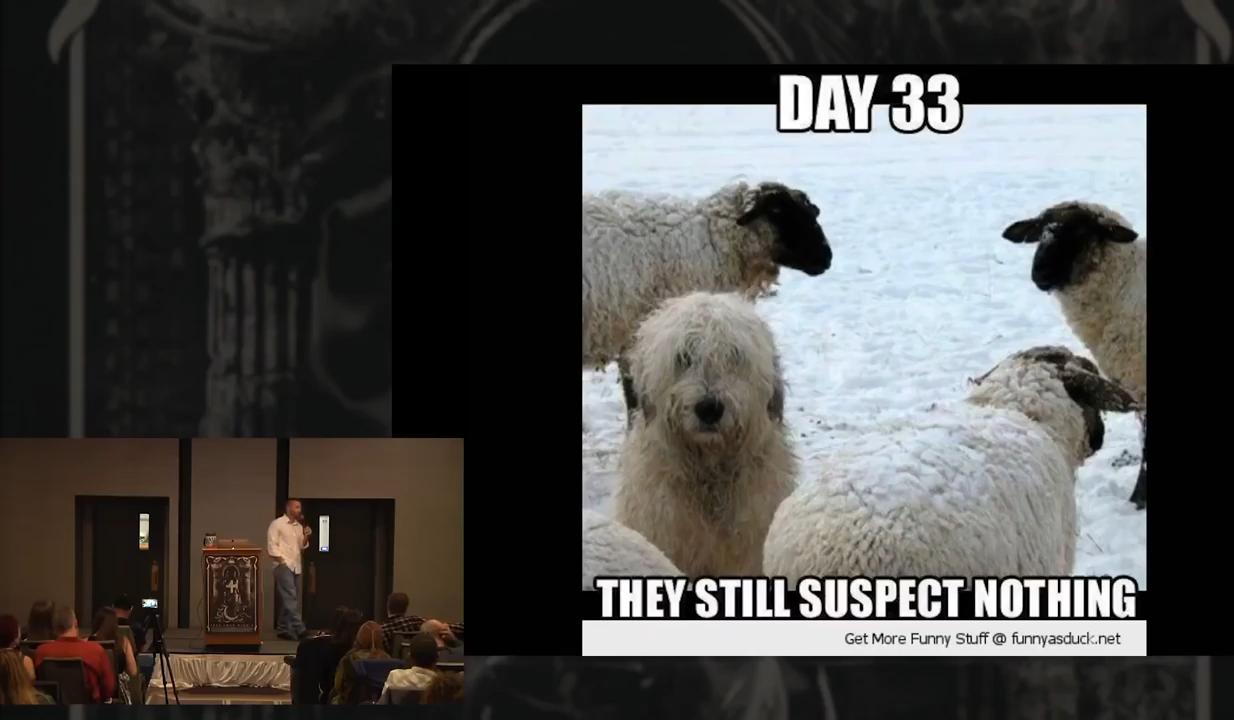 DAY 33
THEY STILL SUSPECT NOTHING
Get More Funny Stuff @ funnyasduck.net